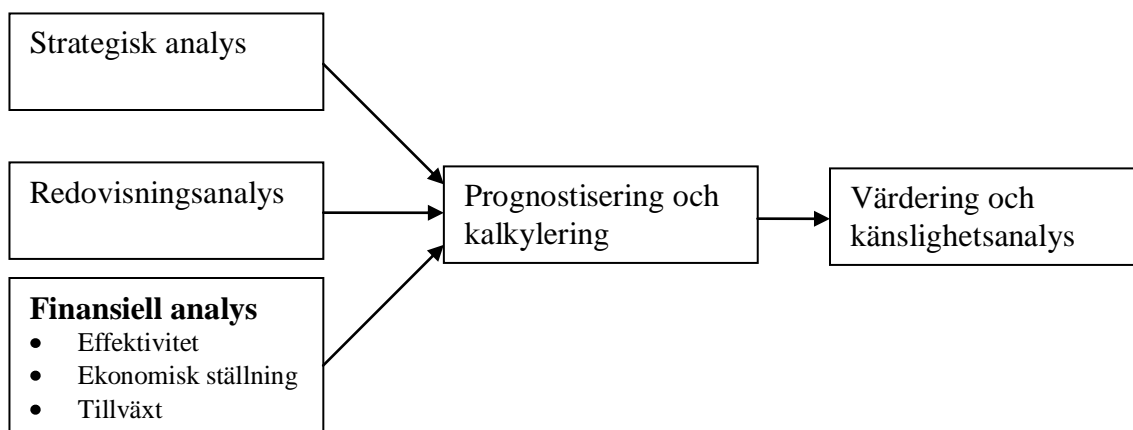 Strategisk analys
Redovisningsanalys
Finansiell analys
• Effektivitet
• Ekonomisk ställning
• Tillväxt
Prognostisering och
kalkylering
Värdering och
känslighetsanalys